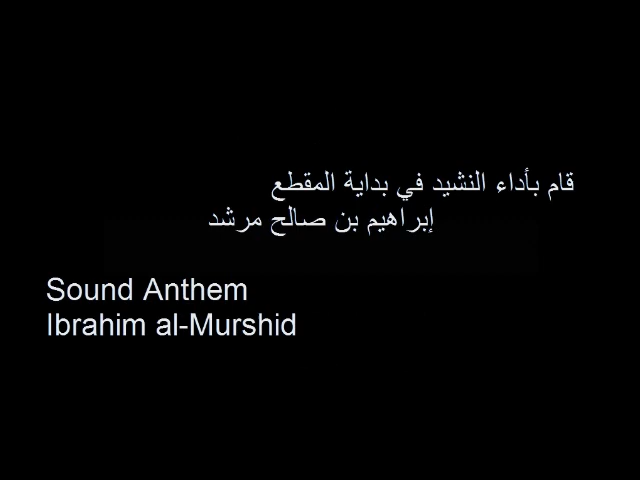 قام بأداء النشيد في بداية المقطع
إبراهيم بن صالح مرشد
Sound Anthem
Ibrahim al-Murshid